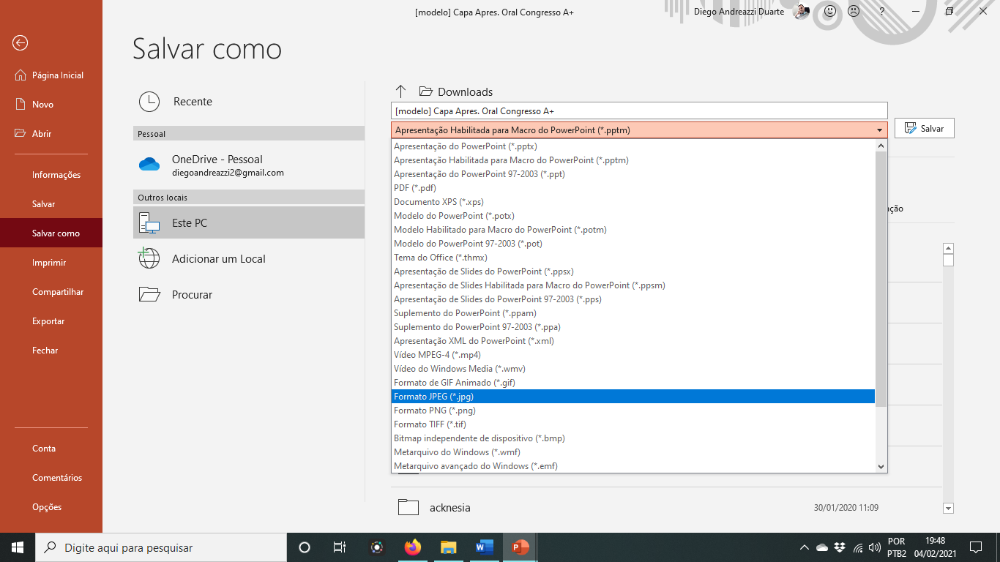 [modelo] Capa Apres. Oral Congresso A+
Diego Andreazzi Duarte
?
Salvar como
Página Inicial
Novo
Abrir
Informações
Salvar
Salvar como
Imprimir
Compartilhar
Exportar
Fechar
Conta
Comentários
Opções
Recente
Pessoal
OneDrive - Pessoal
diegoandreazzi2@gmail.com
Outros locais
Este PC
Adicionar um Local
Procurar
Downloads
[modelo] Capa Apres. Oral Congresso A+
Apresentação Habilitada para Macro do PowerPoint (*.pptm)
Salvar
Apresentação do PowerPoint (*.pptx)
Apresentação Habilitada para Macro do PowerPoint (*.pptm)
Apresentação do PowerPoint 97-2003 (*.ppt)
PDF (*.pdf)
Documento XPS (*.xps)
Modelo do PowerPoint (*.potx)
Modelo Habilitado para Macro do PowerPoint (*.potm)
Modelo do PowerPoint 97-2003 (*.pot)
Tema do Office (*.thmx)
Apresentação de Slides do PowerPoint (*.ppsx)
Apresentação de Slides Habilitada para Macro do PowerPoint (*.ppsm)
Apresentação de Slides do PowerPoint 97-2003 (*.pps)
Suplemento do PowerPoint (*.ppam)
Suplemento do PowerPoint 97-2003 (*.ppa)
Apresentação XML do PowerPoint (*.xml)
Vídeo MPEG-4 (*.mp4)
Vídeo do Windows Media (*.wmv)
Formato de GIF Animado (*.gif)
Formato JPEG (*.jpg)
Formato PNG (*.png)
Formato TIFF (*.tif)
Bitmap independente de dispositivo (*.bmp)
Metarquivo do Windows (*.wmf)
Metarquivo avançado do Windows (*.emf)
ação
acknesia
30/01/2020 11:09
Digite aqui para pesquisar
POR
PTB2
19:48
04/02/2021